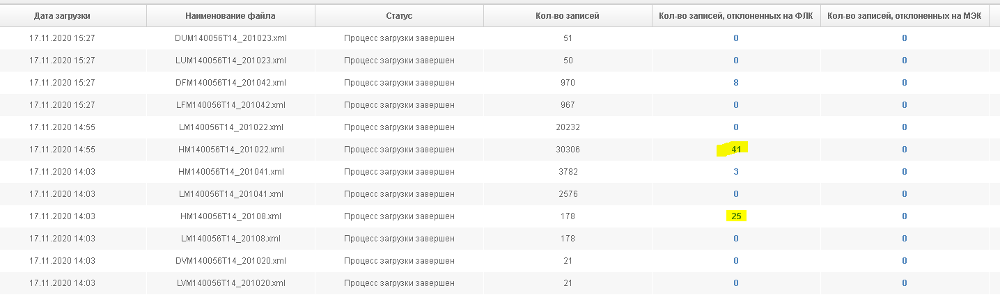 Дата загрузки Наименование файла Статус Кол-во записей Кол-во записей, отклоненных на ФЛК Кол-во записей, отклоненных на МЭК
17.11.2020 15:27 DUM140056T14_201023.xml Процесс загрузки завершен 51 0 0
17.11.2020 15:27 LUM140056T14_201023.xml Процесс загрузки завершен 50 0 0
17.11.2020 15:27 DFM140056T14_201042.xml Процесс загрузки завершен 970 8 0
17.11.2020 15:27 LFM140056T14_201042.xml Процесс загрузки завершен 967 0 0
17.11.2020 14:55 LM140056T14_201022.xml Процесс загрузки завершен 20232 0 0
17.11.2020 14:55 HM140056T14_201022.xml Процесс загрузки завершен 30306 41 0
17.11.2020 14:03 HM140056T14_201041.xml Процесс загрузки завершен 3782 3 0
17.11.2020 14:03 LM140056T14_201041.xml Процесс загрузки завершен 2576 0 0
17.11.2020 14:03 HM140056T14_20108.xml Процесс загрузки завершен 178 25 0
17.11.2020 14:03 LM140056T14_20108.xml Процесс загрузки завершен 178 0 0
17.11.2020 14:03 DVM140056T14_201020.xml Процесс загрузки завершен 21 0 0
17.11.2020 14:03 LVM140056T14_201020.xml Процесс загрузки завершен 21 0 0